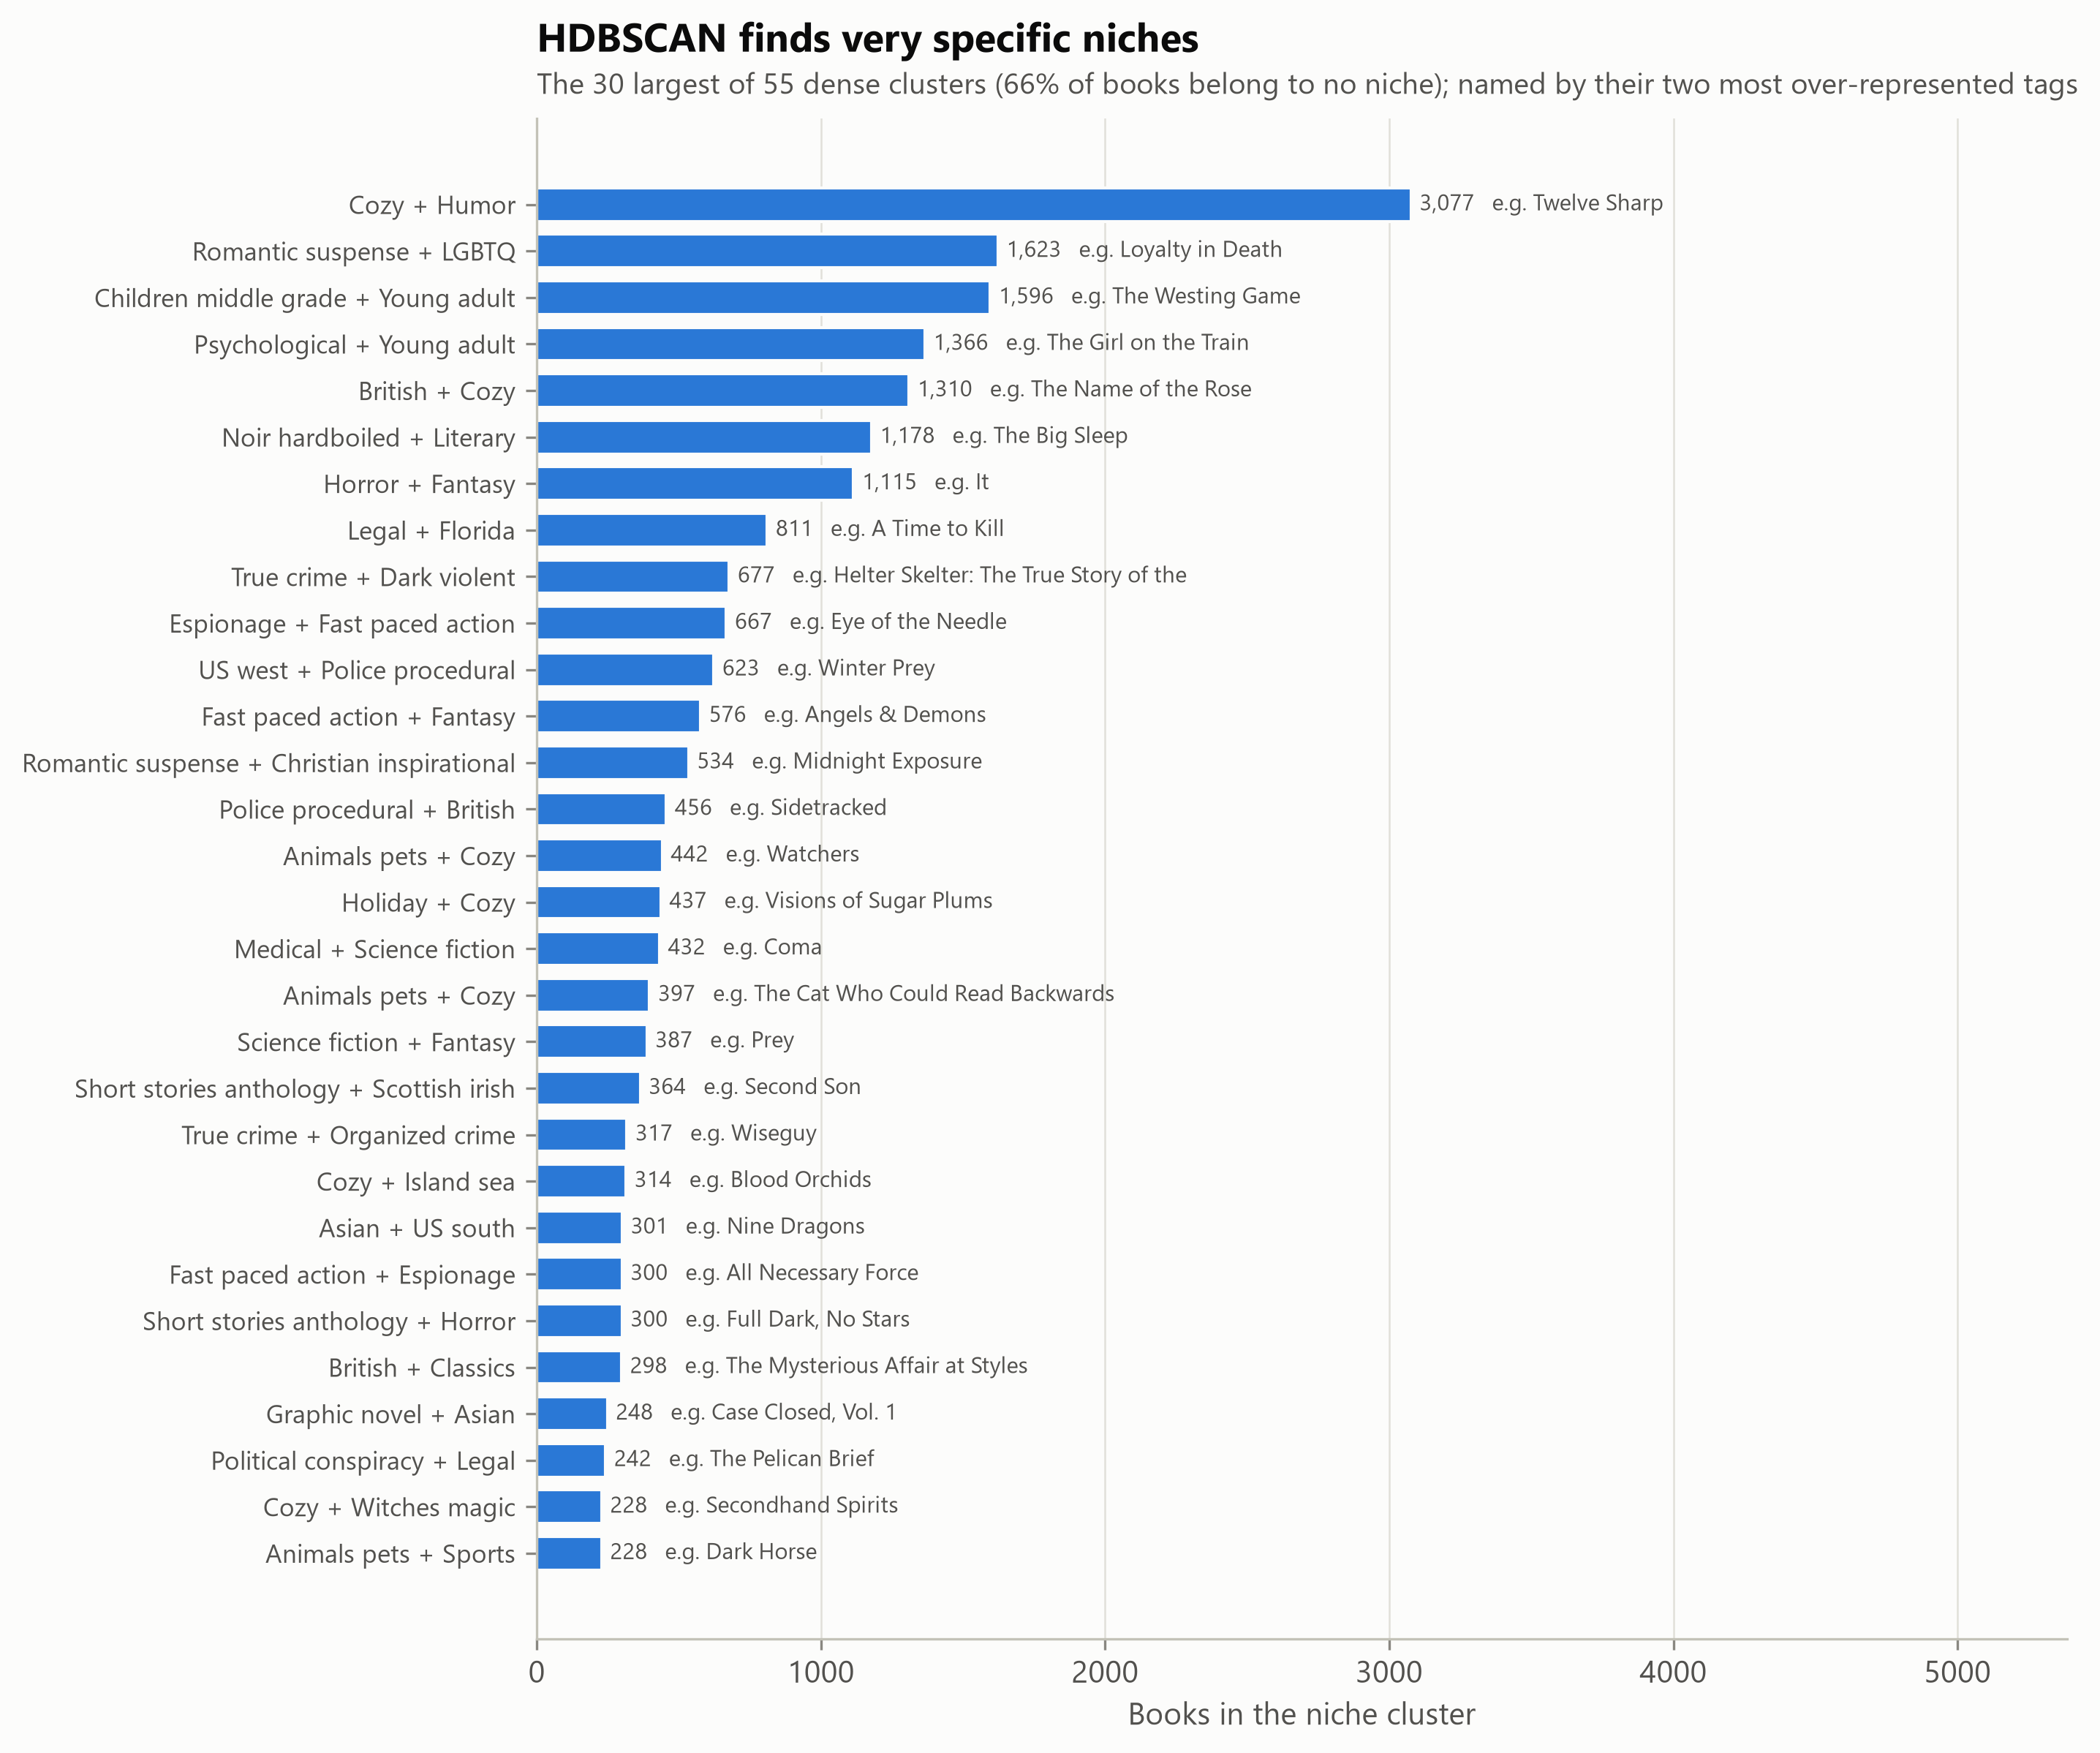 HDBSCAN finds very specific niches
The 30 largest of 55 dense clusters (66% of books belong to no niche); named by their two most over-represented tags
Cozy + Humor 3,077 e.g. Twelve Sharp
Romantic suspense + LGBTQ 1,623 e.g. Loyalty in Death
Children middle grade + Young adult 1,596 e.g. The Westing Game
Psychological + Young adult 1,366 e.g. The Girl on the Train
British + Cozy 1,310 e.g. The Name of the Rose
Noir hardboiled + Literary 1,178 e.g. The Big Sleep
Horror + Fantasy 1,115 e.g. It
Legal + Florida 811 e.g. A Time to Kill
True crime + Dark violent 677 e.g. Helter Skelter: The True Story of the
Espionage + Fast paced action 667 e.g. Eye of the Needle
US west + Police procedural 623 e.g. Winter Prey
Fast paced action + Fantasy 576 e.g. Angels & Demons
Romantic suspense + Christian inspirational 534 e.g. Midnight Exposure
Police procedural + British 456 e.g. Sidetracked
Animals pets + Cozy 442 e.g. Watchers
Holiday + Cozy 437 e.g. Visions of Sugar Plums
Medical + Science fiction 432 e.g. Coma
Animals pets + Cozy 397 e.g. The Cat Who Could Read Backwards
Science fiction + Fantasy 387 e.g. Prey
Short stories anthology + Scottish irish 364 e.g. Second Son
True crime + Organized crime 317 e.g. Wiseguy
Cozy + Island sea 314 e.g. Blood Orchids
Asian + US south 301 e.g. Nine Dragons
Fast paced action + Espionage 300 e.g. All Necessary Force
Short stories anthology + Horror 300 e.g. Full Dark, No Stars
British + Classics 298 e.g. The Mysterious Affair at Styles
Graphic novel + Asian 248 e.g. Case Closed, Vol. 1
Political conspiracy + Legal 242 e.g. The Pelican Brief
Cozy + Witches magic 228 e.g. Secondhand Spirits
Animals pets + Sports 228 e.g. Dark Horse
0 1000 2000 3000 4000 5000
Books in the niche cluster